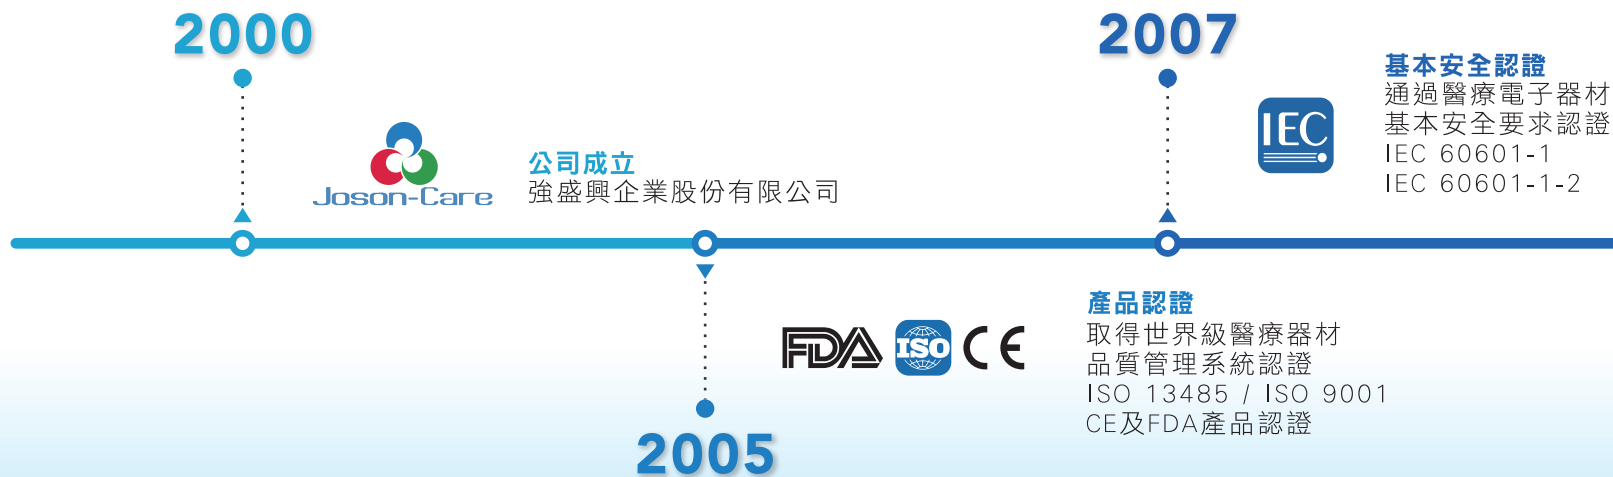 2000
Joson-Care
公司成立
強盛興企業股份有限公司
2005
FDA
ISO
CE
產品認證
取得世界級醫療器材
品質管理系統認證
ISO 13485 / ISO 9001
CE及FDA產品認證
2007
IEC
基本安全認證
通過醫療電子器材
基本安全要求認證
IEC 60601-1
IEC 60601-1-2